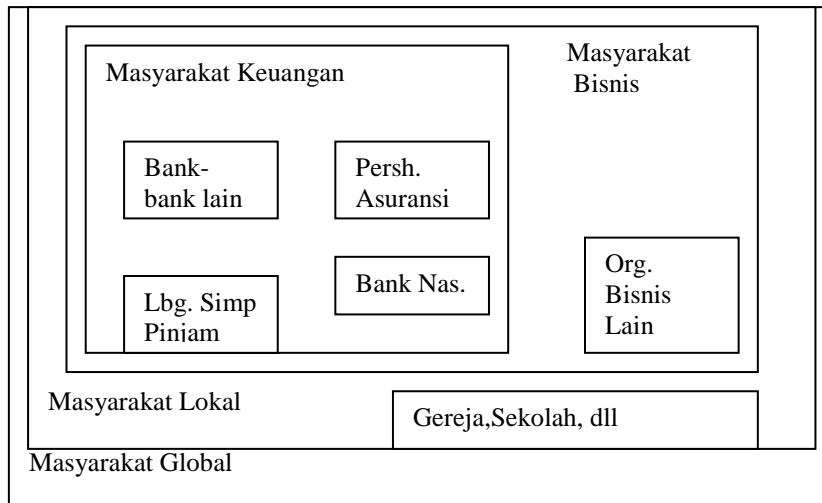 Masyarakat Keuangan
Masyarakat
Bisnis
Bank-
bank lain
Persh.
Asuransi
Lbg. Simp
Pinjam
Bank Nas.
Org.
Bisnis
Lain
Masyarakat Lokal
Gereja,Sekolah, dll
Masyarakat Global